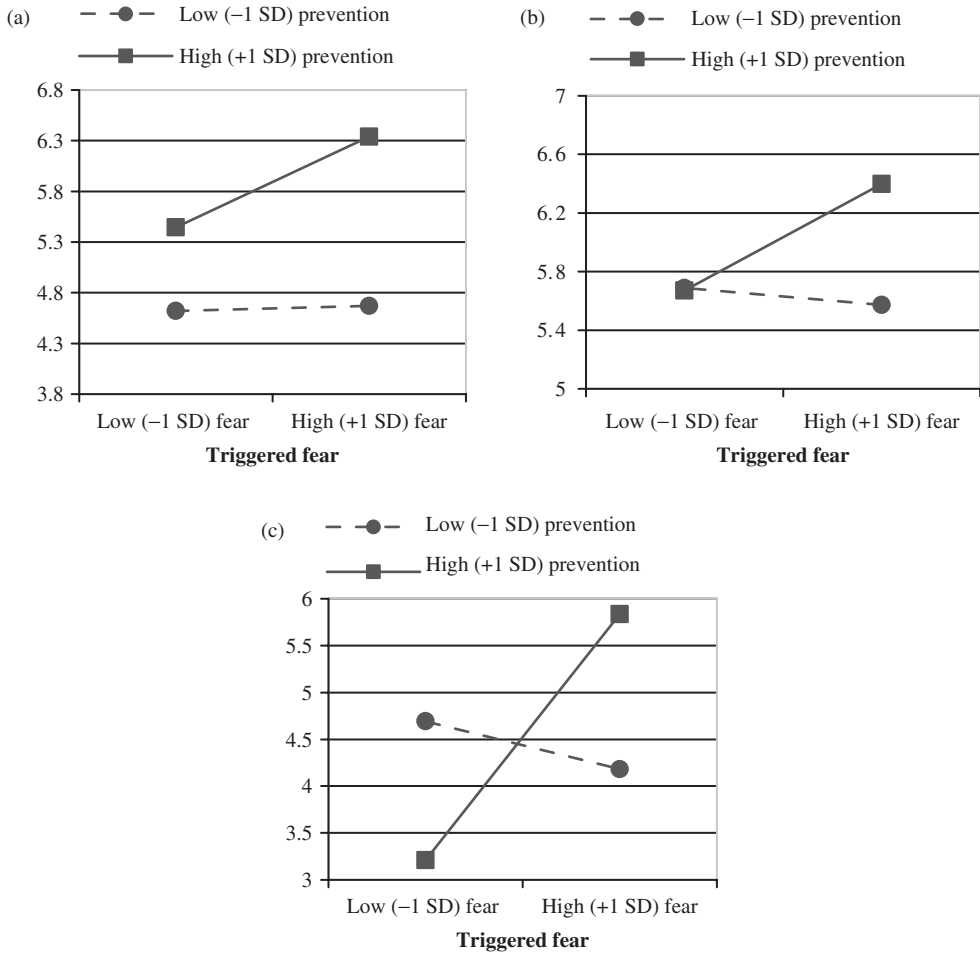 (a)
Low (−1 SD) prevention
High (+1 SD) prevention
6.8
6.3
5.8
5.3
4.8
4.3
3.8
Low (−1 SD) fear High (+1 SD) fear
Triggered fear
(b)
Low (−1 SD) prevention
High (+1 SD) prevention
7
6.6
6.2
5.8
5.4
5
Low (−1 SD) fear High (+1 SD) fear
Triggered fear
(c)
Low (−1 SD) prevention
High (+1 SD) prevention
6
5.5
5
4.5
4
3.5
3
Low (−1 SD) fear High (+1 SD) fear
Triggered fear